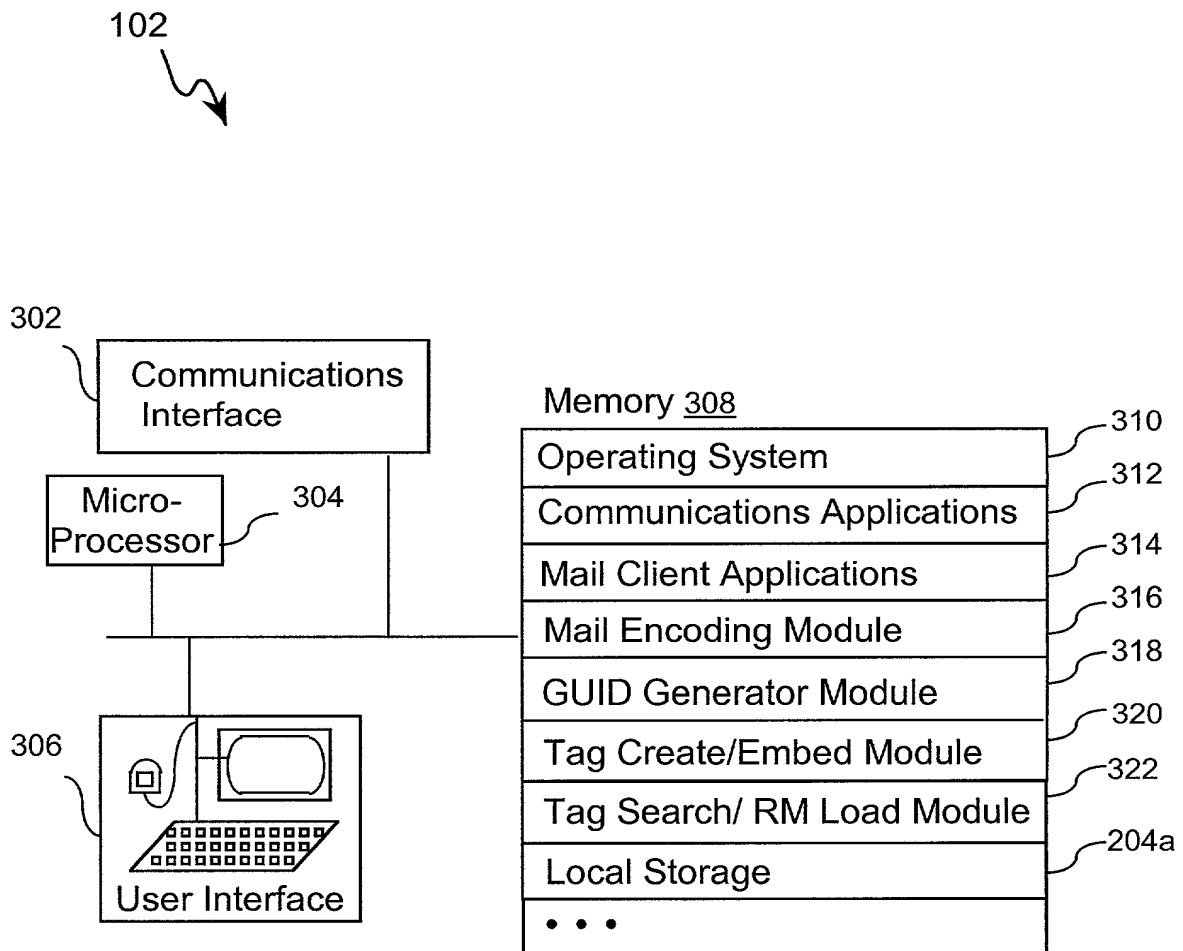 102
302
Communications
Interface
Micro-
Processor
304
306
User Interface
Memory 308
Operating System
310
Communications Applications
312
Mail Client Applications
314
Mail Encoding Module
316
GUID Generator Module
318
Tag Create/Embed Module
320
Tag Search/ RM Load Module
322
Local Storage
204a
• • •